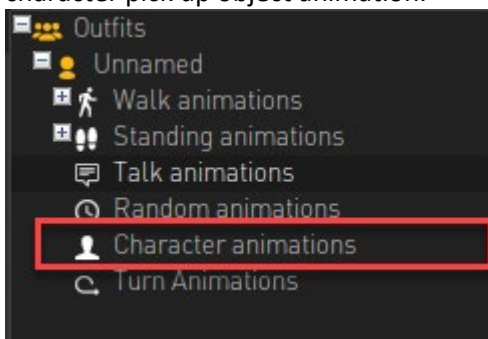 character pick up object animation.
Outfits
Unnamed
Walk animations
Standing animations
Talk animations
Random animations
Character animations
Turn Animations